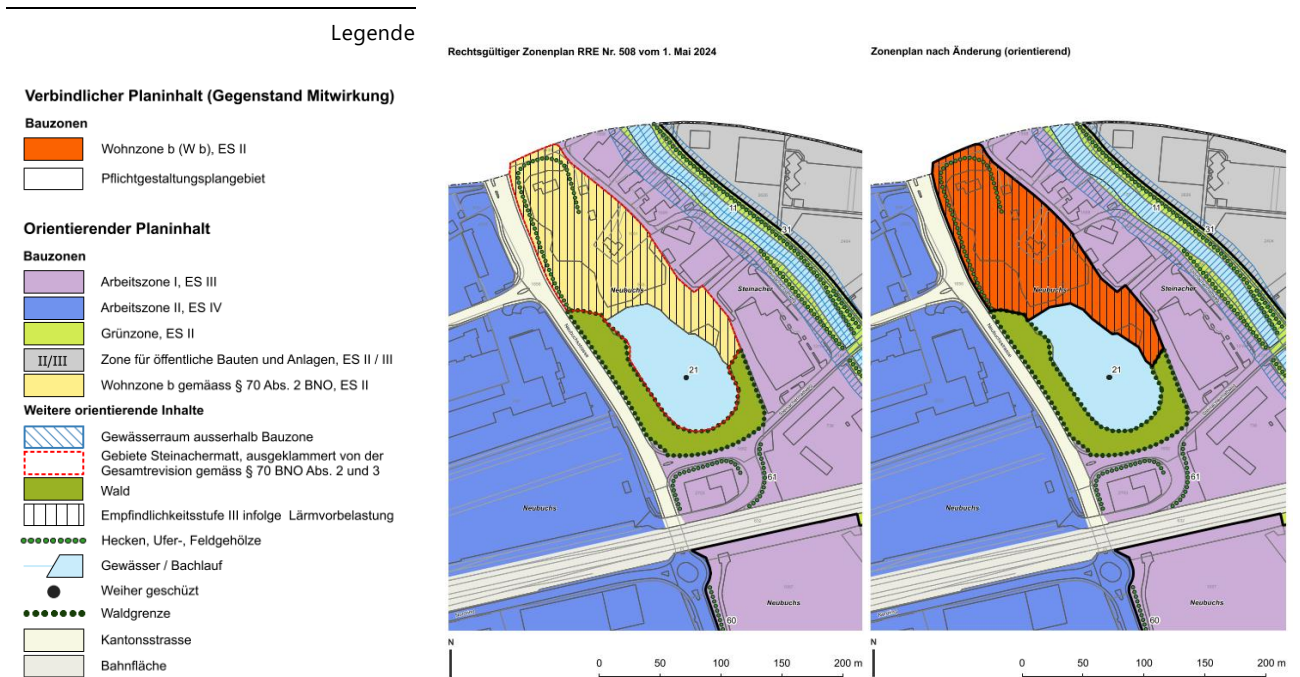 Legende
Verbindlicher Planinhalt (Gegenstand Mitwirkung)
Bauzonen
Wohnzone b (W b), ES II
Pflichtgestaltungsplangebiet
Orientierender Planinhalt
Bauzonen
Arbeitszone I, ES III
Arbeitszone II, ES IV
Grünzone, ES II
II/III Zone für öffentliche Bauten und Anlagen, ES II / III
Wohnzone b gemäass § 70 Abs. 2 BNO, ES II
Weitere orientierende Inhalte
Gewässerraum ausserhalb Bauzone
Gebiete Steinachermatt, ausgeklammert von der
Gesamtrevision gemäss § 70 BNO Abs. 2 und 3
Wald
Empfindlichkeitsstufe III infolge Lärmvorbelastung
Hecken, Ufer-, Feldgehölze
Gewässer / Bachlauf
Weiher geschüzt
Waldgrenze
Kantonsstrasse
Bahnfläche
Rechtsgültiger Zonenplan RRE Nr. 508 vom 1. Mai 2024
11
31
Neubuchs
Steinacher
21
61
Neubuchs
Neubuchs
60
N
0 50 100 150 200 m
Zonenplan nach Änderung (orientierend)
11
31
Neubuchs
Steinacher
21
61
Neubuchs
Neubuchs
60
N
0 50 100 150 200 m